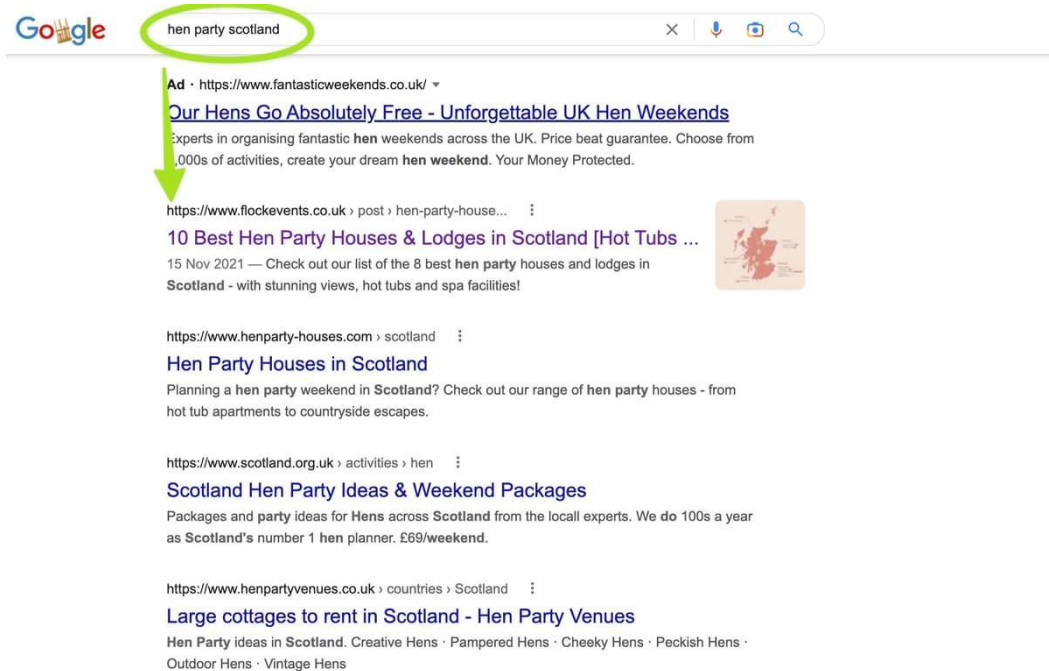 Google
hen party scotland
Ad · https://www.fantasticweekends.co.uk/
Our Hens Go Absolutely Free - Unforgettable UK Hen Weekends
Experts in organising fantastic hen weekends across the UK. Price beat guarantee. Choose from
,000s of activities, create your dream hen weekend. Your Money Protected.
https://www.flockevents.co.uk › post › hen-party-house...
10 Best Hen Party Houses & Lodges in Scotland [Hot Tubs ...
15 Nov 2021 — Check out our list of the 8 best hen party houses and lodges in
Scotland - with stunning views, hot tubs and spa facilities!
https://www.henparty-houses.com › scotland
Hen Party Houses in Scotland
Planning a hen party weekend in Scotland? Check out our range of hen party houses - from
hot tub apartments to countryside escapes.
https://www.scotland.org.uk › activities › hen
Scotland Hen Party Ideas & Weekend Packages
Packages and party ideas for Hens across Scotland from the locall experts. We do 100s a year
as Scotland's number 1 hen planner. £69/weekend.
https://www.henpartyvenues.co.uk › countries › Scotland
Large cottages to rent in Scotland - Hen Party Venues
Hen Party ideas in Scotland. Creative Hens · Pampered Hens · Cheeky Hens · Peckish Hens ·
Outdoor Hens · Vintage Hens